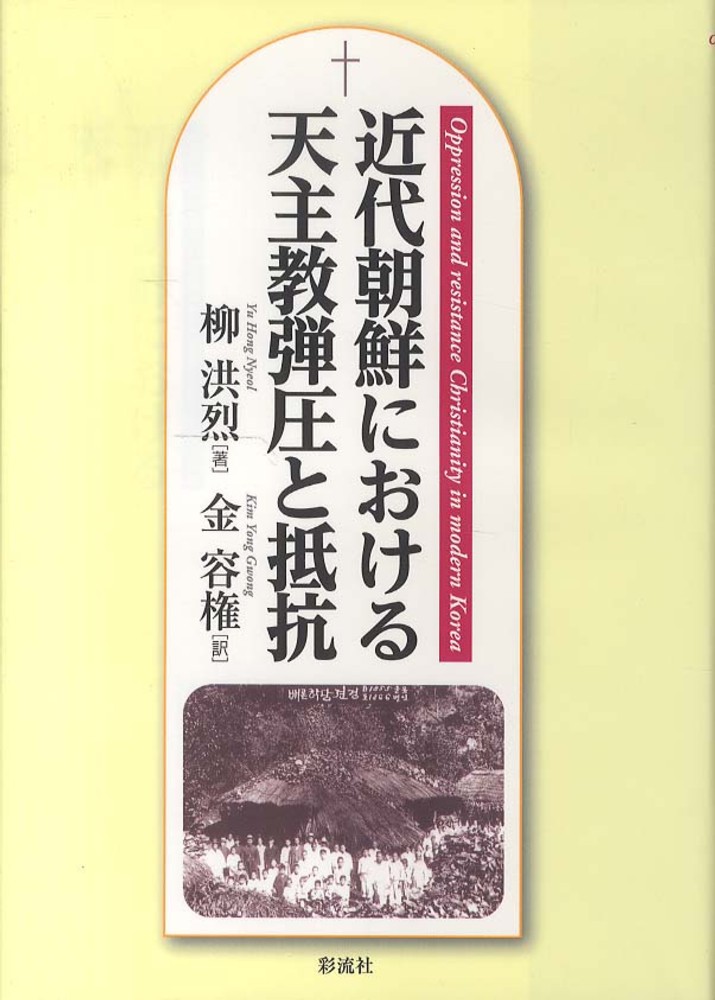 Oppression and resistance Christianity in modern Korea
近代朝鮮における
天主教弾圧と抵抗
Yu Hong Nyeol
柳 洪烈[著]
Kim Yong Gwong
金 容権[訳]
배론학당전경
彩流社